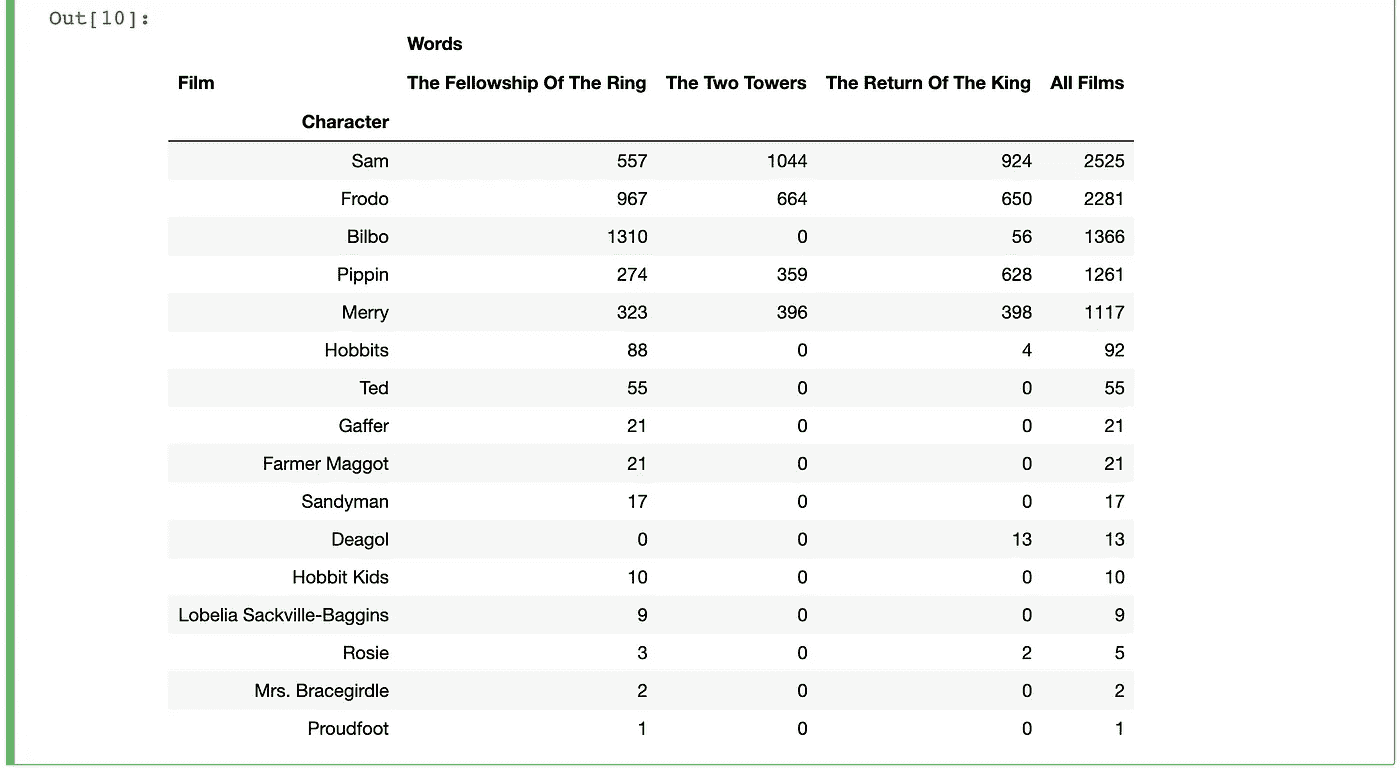 Out[10]:
Words
Film The Fellowship Of The Ring The Two Towers The Return Of The King All Films
Character
Sam 557 1044 924 2525
Frodo 967 664 650 2281
Bilbo 1310 0 56 1366
Pippin 274 359 628 1261
Merry 323 396 398 1117
Hobbits 88 0 4 92
Ted 55 0 0 55
Gaffer 21 0 0 21
Farmer Maggot 21 0 0 21
Sandyman 17 0 0 17
Deagol 0 0 13 13
Hobbit Kids 10 0 0 10
Lobelia Sackville-Baggins 9 0 0 9
Rosie 3 0 2 5
Mrs. Bracegirdle 2 0 0 2
Proudfoot 1 0 0 1